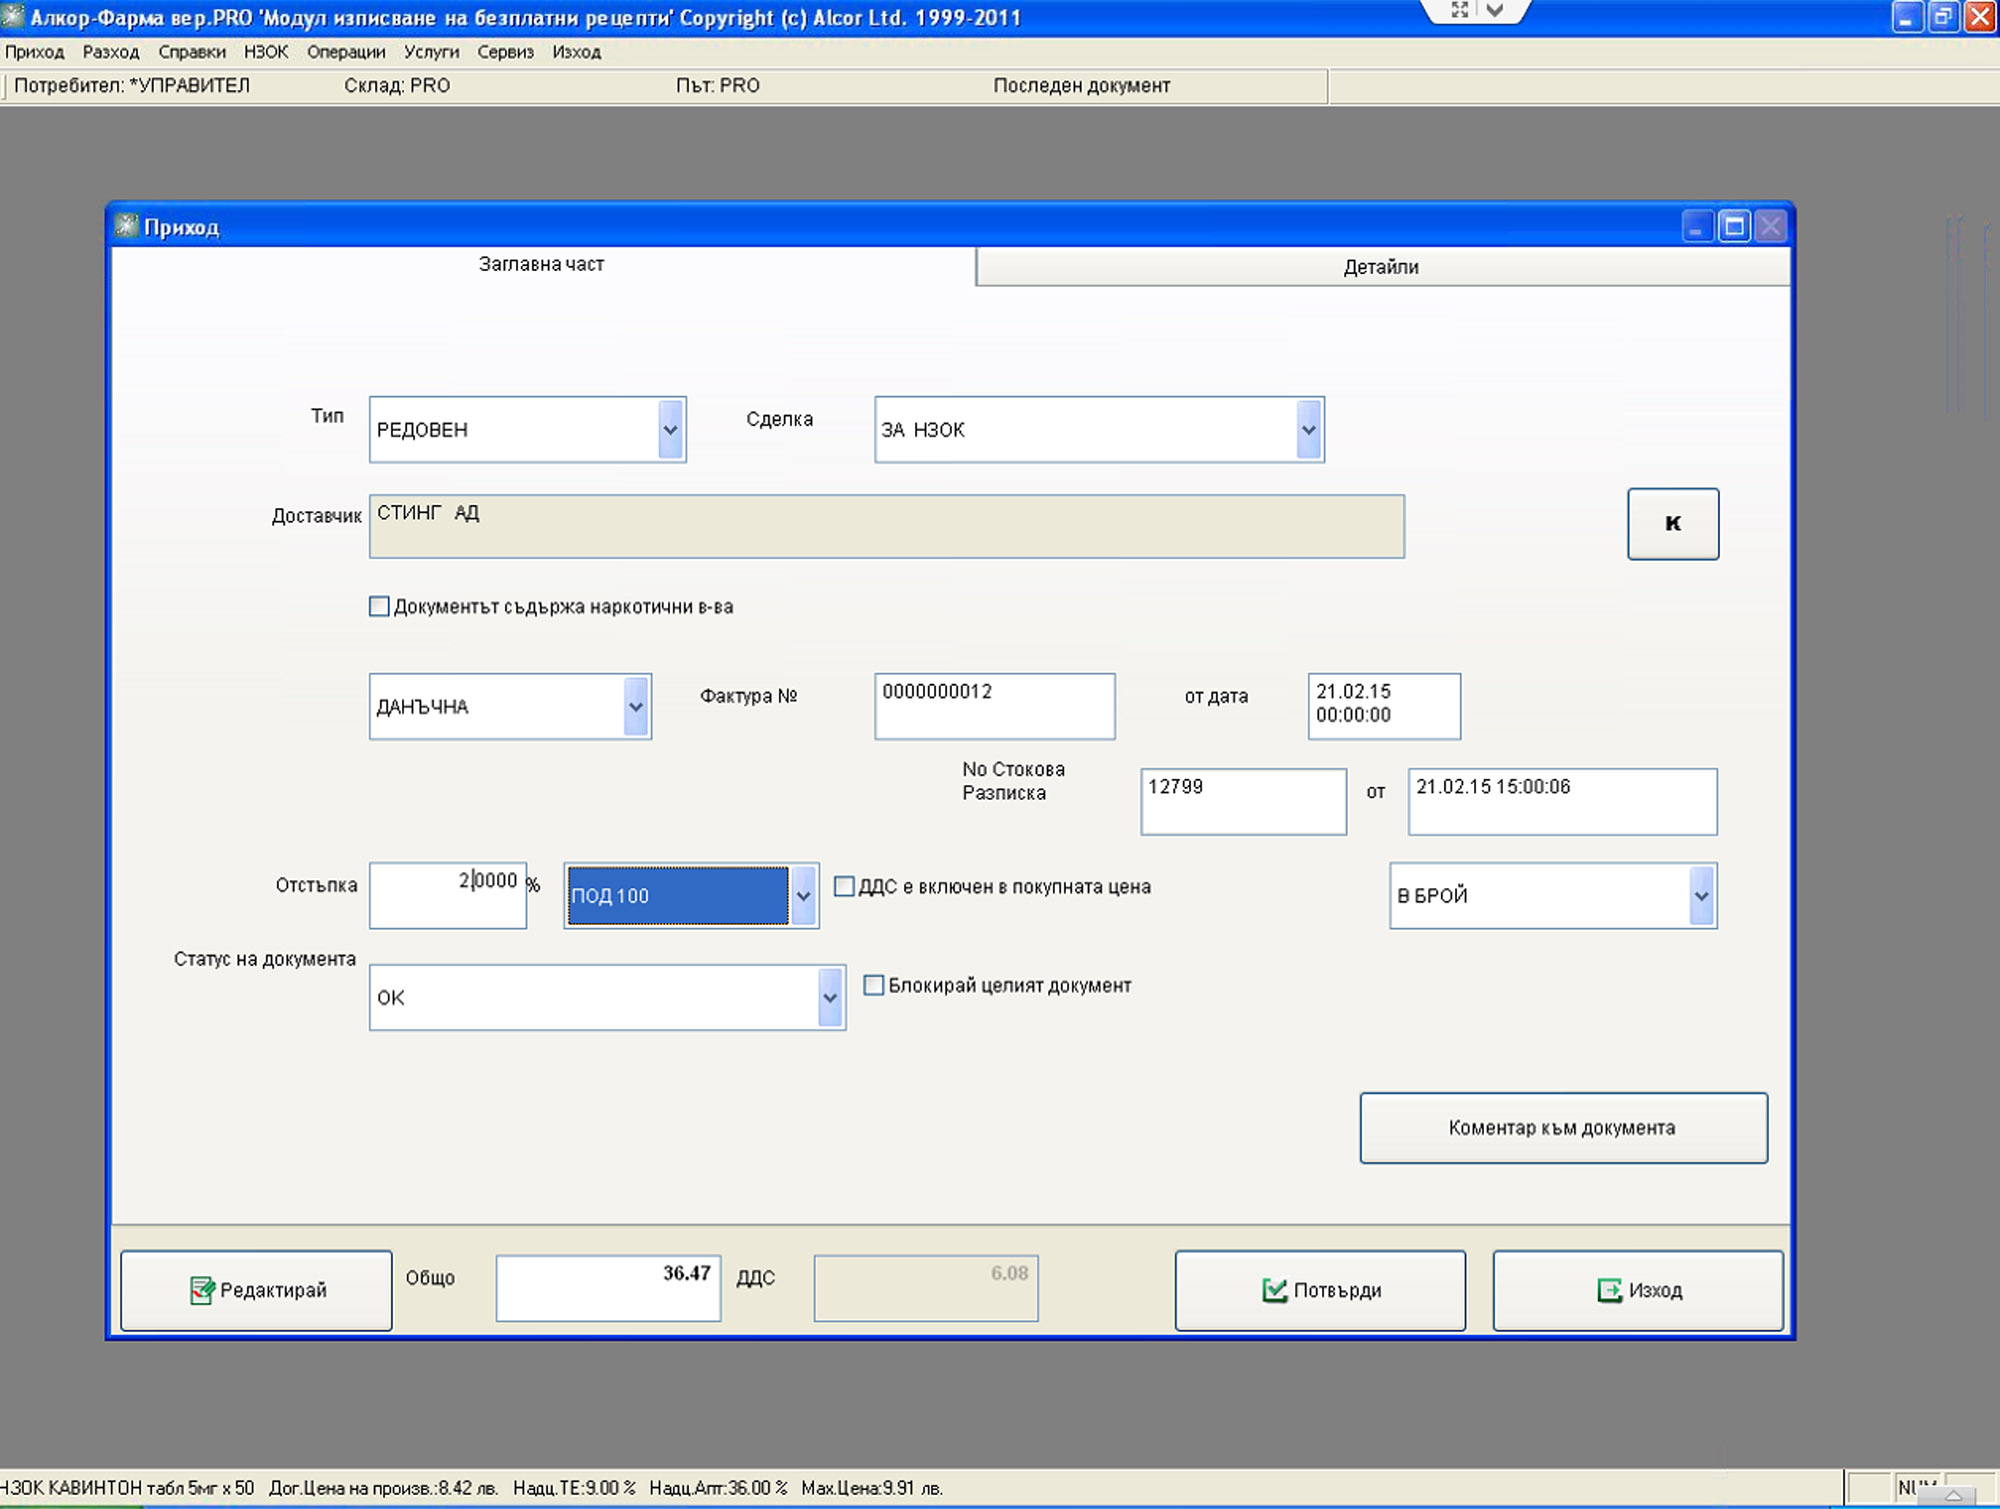 Алкор-Фарма вер.PRO 'Модул изписване на безплатни рецепти' Copyright (c) Alcor Ltd. 1999-2011
Приход Разход Справки НЗОК Операции Услуги Сервиз Изход
Потребител: *УПРАВИТЕЛ Склад: PRO Път: PRO Последен документ
Приход
Заглавна част Детайли
Тип РЕДОВЕН Сделка ЗА НЗОК
Доставчик СТИНГ АД К
Документът съдържа наркотични в-ва
ДАНЪЧНА Фактура № 0000000012 от дата 21.02.15
00:00:00
No Стокова
Разписка 12799 от 21.02.15 15:00:06
Отстъпка 2.0000 % ПОД 100 ДДС е включен в покупната цена В БРОЙ
Статус на документа ОК Блокирай целият документ
Коментар към документа
Редактирай Общо 36.47 ДДС 6.08 Потвърди Изход
НЗОК КАВИНТОН табл 5мг x 50 Дог.Цена на произв.:8.42 лв. Надц.ТЕ:9.00 % Надц.Апт:36.00 % Мах.Цена:9.91 лв.